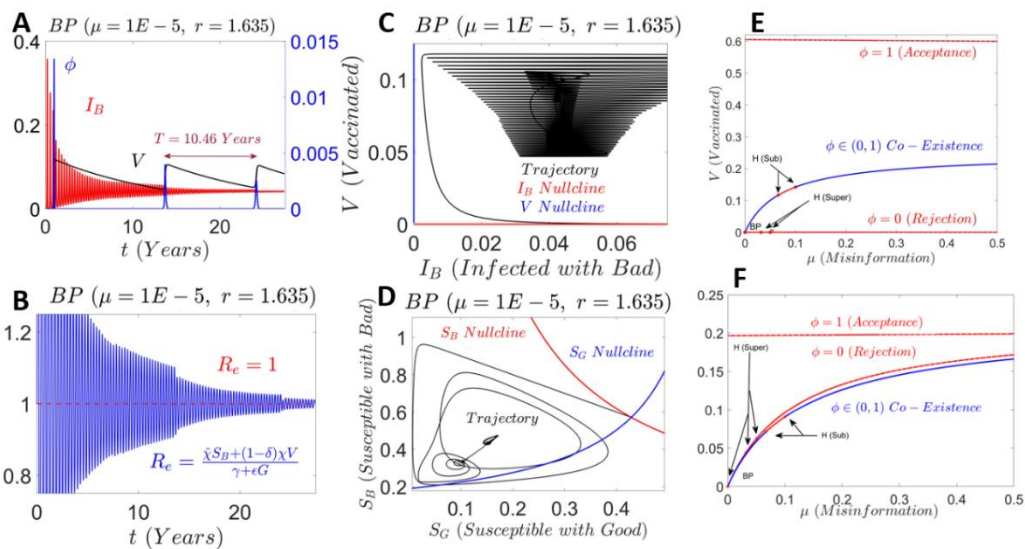 A
BP (μ = 1E − 5, r = 1.635)
0.4
0.2
0
0.015
0.01
0.005
0
ϕ
I_B
V
T = 10.46 Years
0 10 20
t (Years)
B
BP (μ = 1E − 5, r = 1.635)
1.2
1
0.8
R_e = 1
R_e = (χ̂S_B+(1−δ)χV)/(γ+ϵG)
0 10 20
t (Years)
C
BP (μ = 1E − 5, r = 1.635)
V (Vaccinated)
0.1
0.05
0
Trajectory
I_B Nullcline
V Nullcline
0 0.02 0.04 0.06
I_B (Infected with Bad)
D
BP (μ = 1E − 5, r = 1.635)
S_B (Susceptible with Bad)
1
0.8
0.6
0.4
0.2
S_B Nullcline
S_G Nullcline
Trajectory
0 0.1 0.2 0.3 0.4
S_G (Susceptible with Good)
E
V (Vaccinated)
0.6
0.5
0.4
0.3
0.2
0.1
0
ϕ = 1 (Acceptance)
ϕ ∈ (0, 1) Co − Existence
H (Sub)
H (Super)
BP
ϕ = 0 (Rejection)
0 0.1 0.2 0.3 0.4 0.5
μ (Misinformation)
F
0.25
0.2
0.15
0.1
0.05
0
ϕ = 1 (Acceptance)
ϕ = 0 (Rejection)
H (Super)
ϕ ∈ (0, 1) Co − Existence
H (Sub)
BP
0 0.1 0.2 0.3 0.4 0.5
μ (Misinformation)